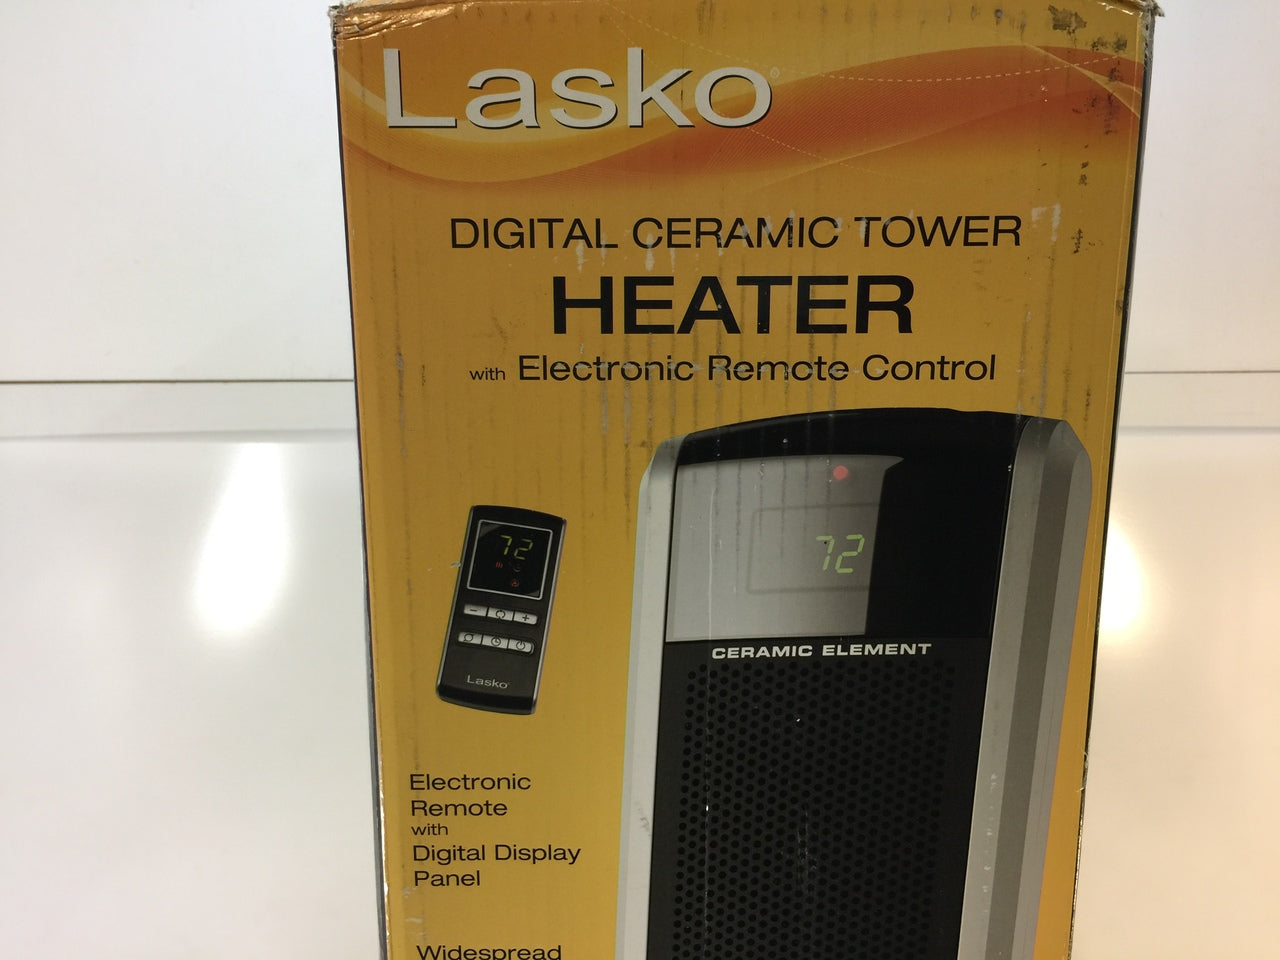 Lasko
DIGITAL CERAMIC TOWER
HEATER
with Electronic Remote Control
72
72
CERAMIC ELEMENT
Lasko
Electronic
Remote
with
Digital Display
Panel
Widespread